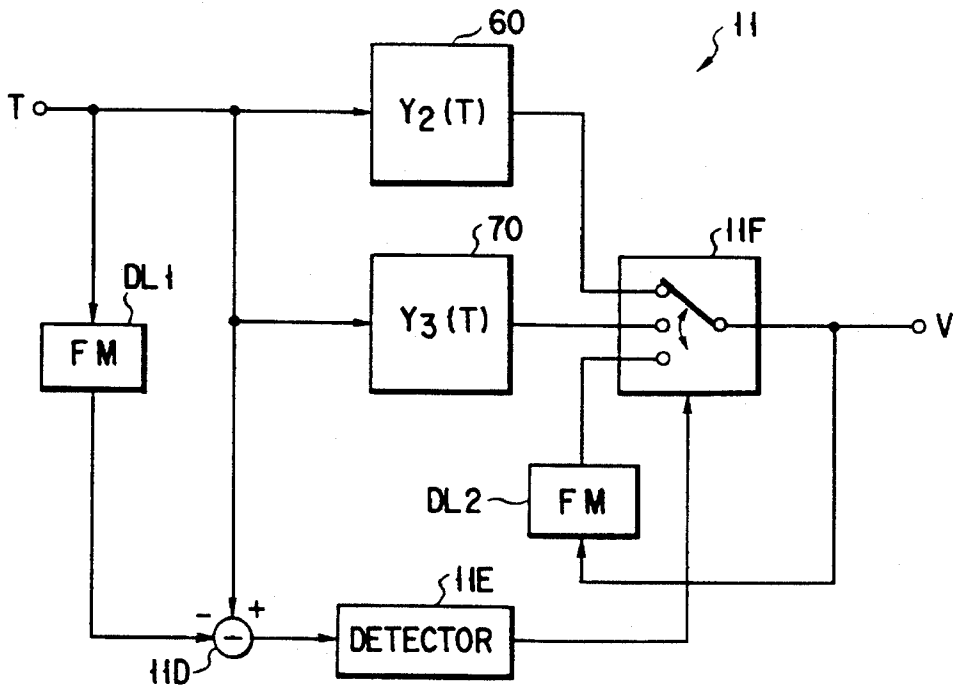 60
11
T
Y2(T)
70
11F
DL1
FM
Y3(T)
V
DL2
FM
11E
- +
−
DETECTOR
11D